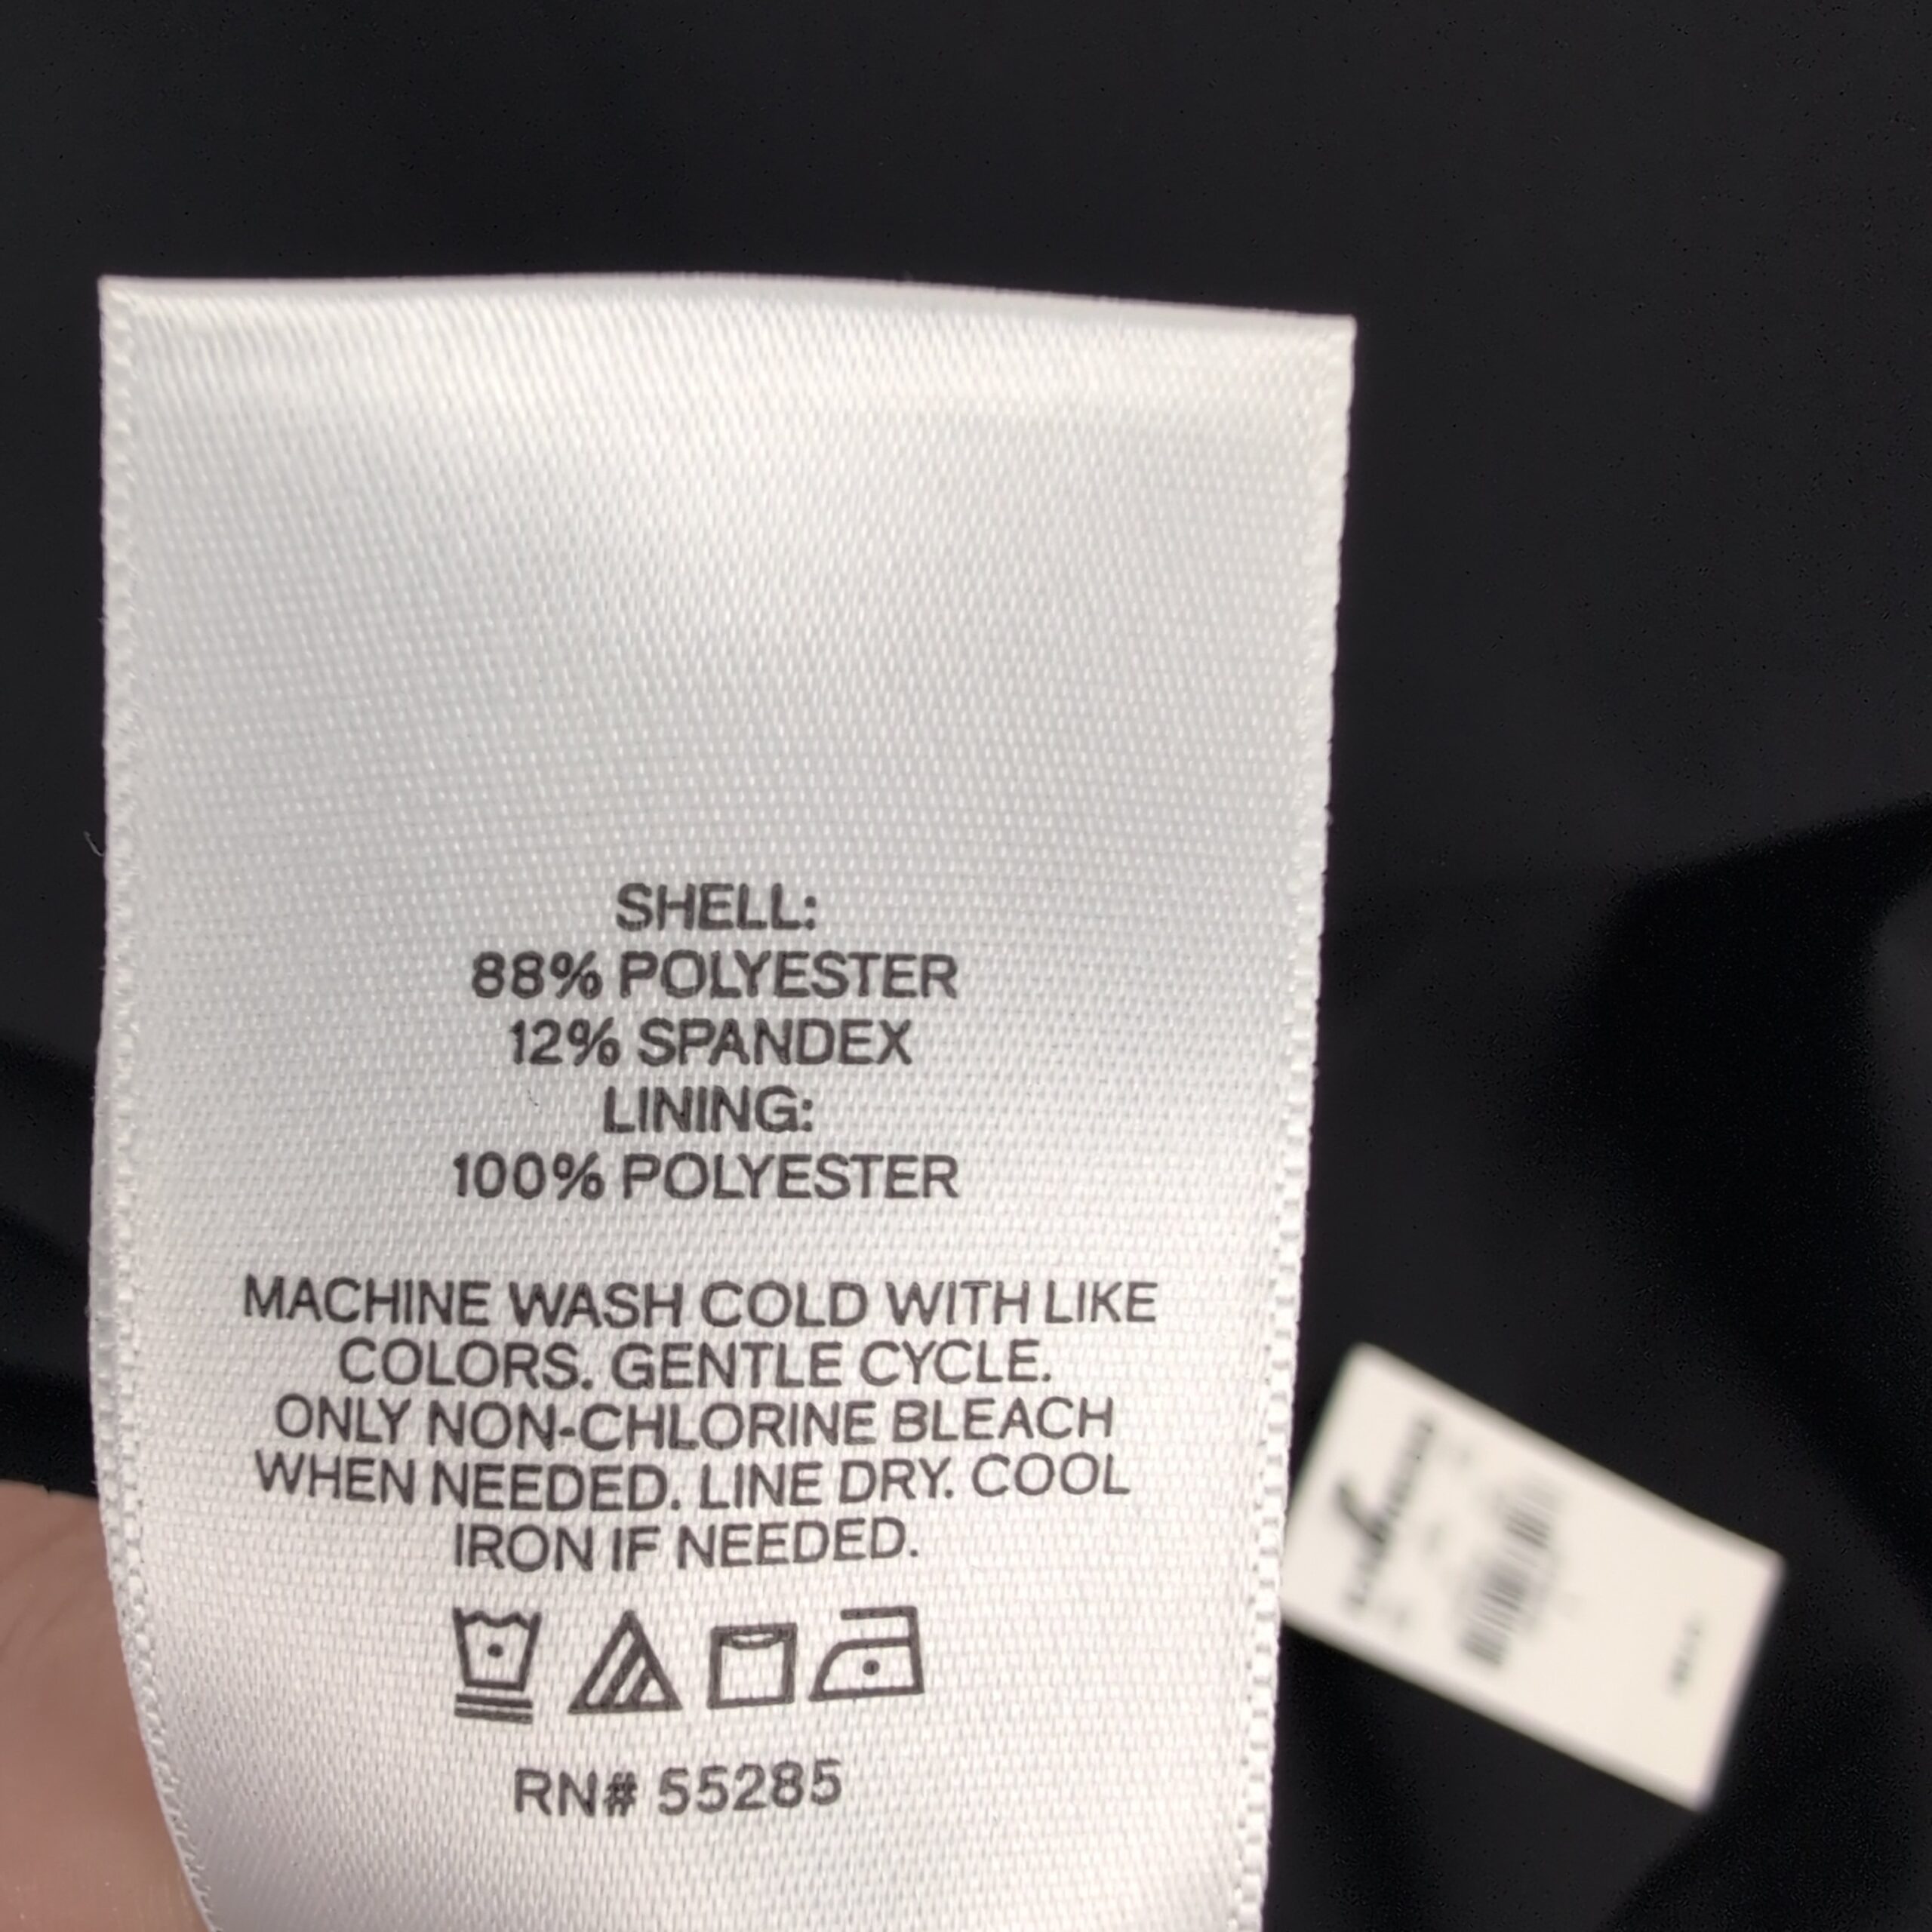 SHELL:
88% POLYESTER
12% SPANDEX
LINING:
100% POLYESTER
MACHINE WASH COLD WITH LIKE
COLORS. GENTLE CYCLE.
ONLY NON-CHLORINE BLEACH
WHEN NEEDED. LINE DRY. COOL
IRON IF NEEDED.
RN# 55285